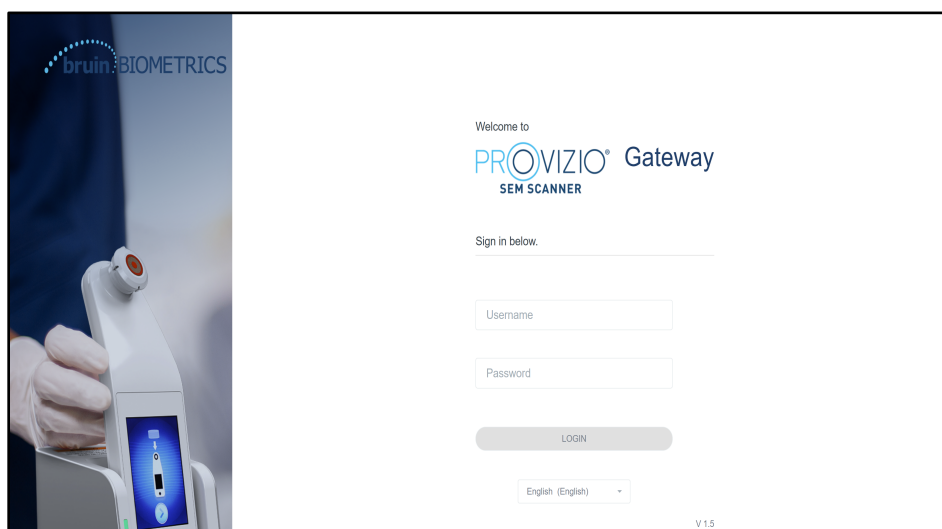 bruin BIOMETRICS
Welcome to
PROVIZIO® Gateway
SEM SCANNER
Sign in below.
Username
Password
LOGIN
English (English)
V 1.5